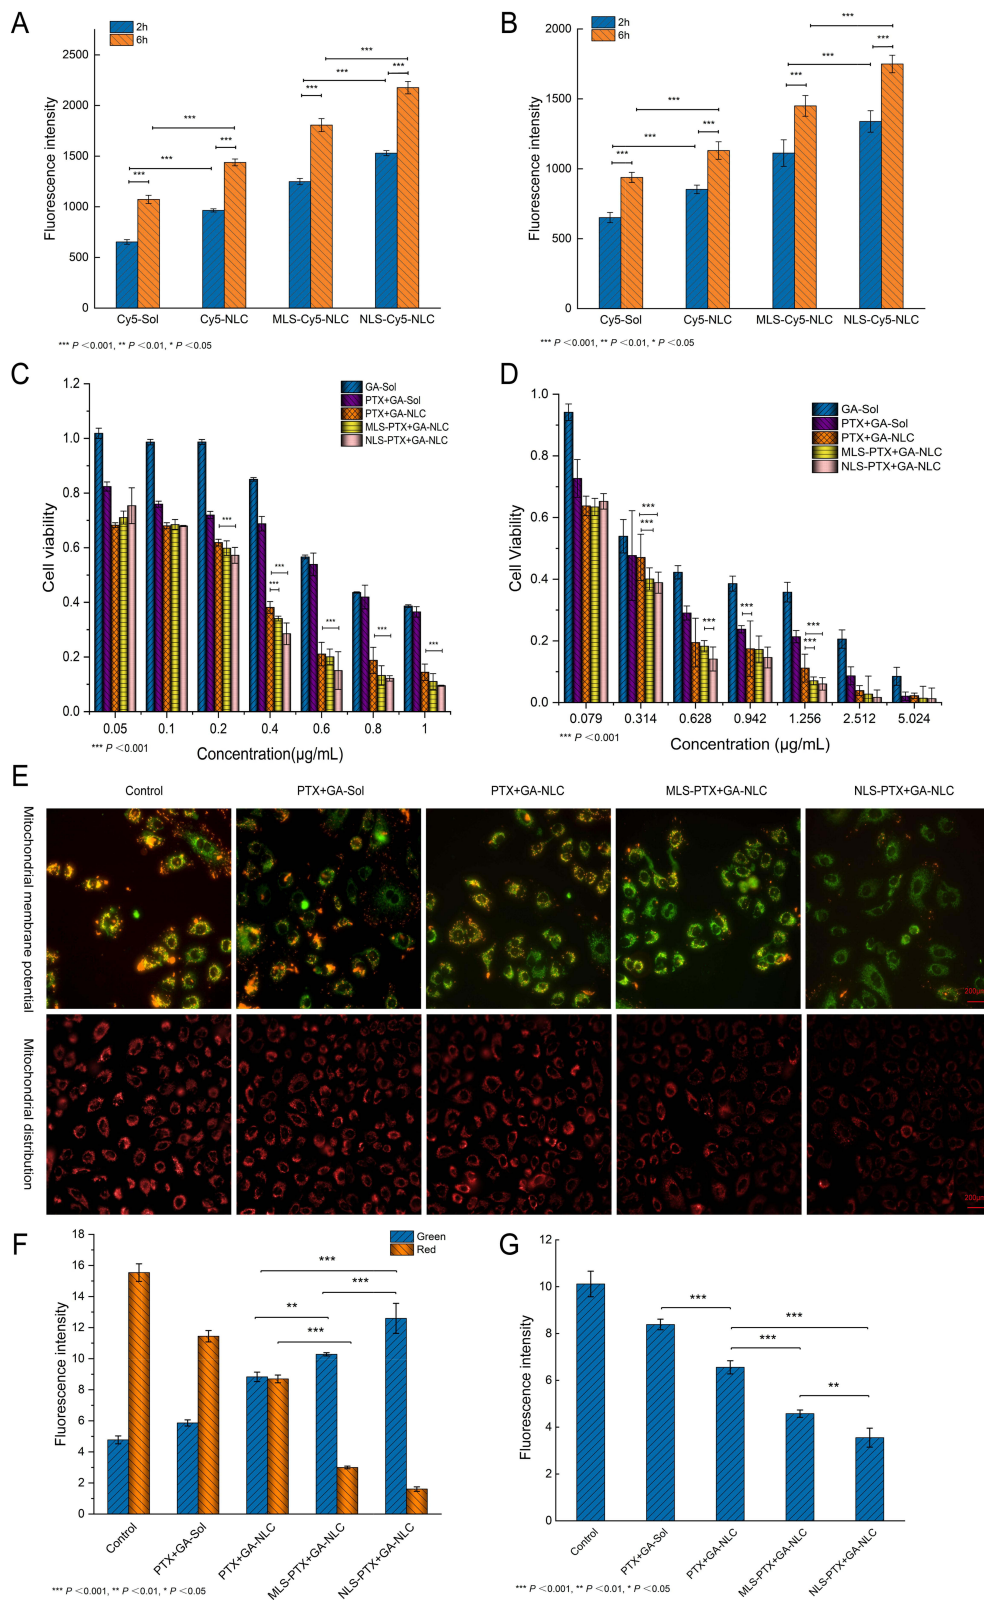 A
2h
6h
Fluorescence intensity
2500
2000
1500
1000
500
0
***
***
***
***
***
***
***
***
Cy5-Sol
Cy5-NLC
MLS-Cy5-NLC
NLS-Cy5-NLC
*** P <0.001, ** P <0.01, * P <0.05
B
2h
6h
Fluorescence intensity
2000
1500
1000
500
0
***
***
***
***
***
***
***
***
Cy5-Sol
Cy5-NLC
MLS-Cy5-NLC
NLS-Cy5-NLC
*** P <0.001, ** P <0.01, * P <0.05
C
GA-Sol
PTX+GA-Sol
PTX+GA-NLC
MLS-PTX+GA-NLC
NLS-PTX+GA-NLC
Cell viability
1.2
1.0
0.8
0.6
0.4
0.2
0.0
***
***
***
***
***
***
0.05
0.1
0.2
0.4
0.6
0.8
1
*** P <0.001
Concentration(μg/mL)
D
GA-Sol
PTX+GA-Sol
PTX+GA-NLC
MLS-PTX+GA-NLC
NLS-PTX+GA-NLC
Cell Viability
1.0
0.8
0.6
0.4
0.2
0.0
***
***
***
***
***
***
0.079
0.314
0.628
0.942
1.256
2.512
5.024
*** P <0.001
Concentration (μg/mL)
E
Control
PTX+GA-Sol
PTX+GA-NLC
MLS-PTX+GA-NLC
NLS-PTX+GA-NLC
Mitochondrial membrane potential
200μm
Mitochondrial distribution
200μm
F
Green
Red
Fluorescence intensity
18
16
14
12
10
8
6
4
2
0
***
***
**
***
Control
PTX+GA-Sol
PTX+GA-NLC
MLS-PTX+GA-NLC
NLS-PTX+GA-NLC
*** P <0.001, ** P <0.01, * P <0.05
G
Fluorescence intensity
12
10
8
6
4
2
0
***
***
***
**
Control
PTX+GA-Sol
PTX+GA-NLC
MLS-PTX+GA-NLC
NLS-PTX+GA-NLC
*** P <0.001, ** P <0.01, * P <0.05